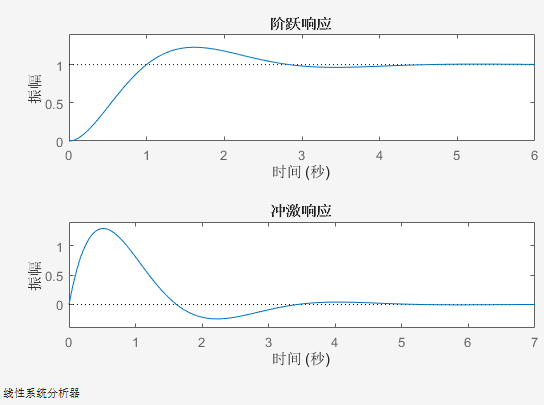 阶跃响应
振幅
1
0.5
0
0 1 2 3 4 5 6
时间 (秒)
冲激响应
振幅
1
0.5
0
0 1 2 3 4 5 6 7
时间 (秒)
线性系统分析器